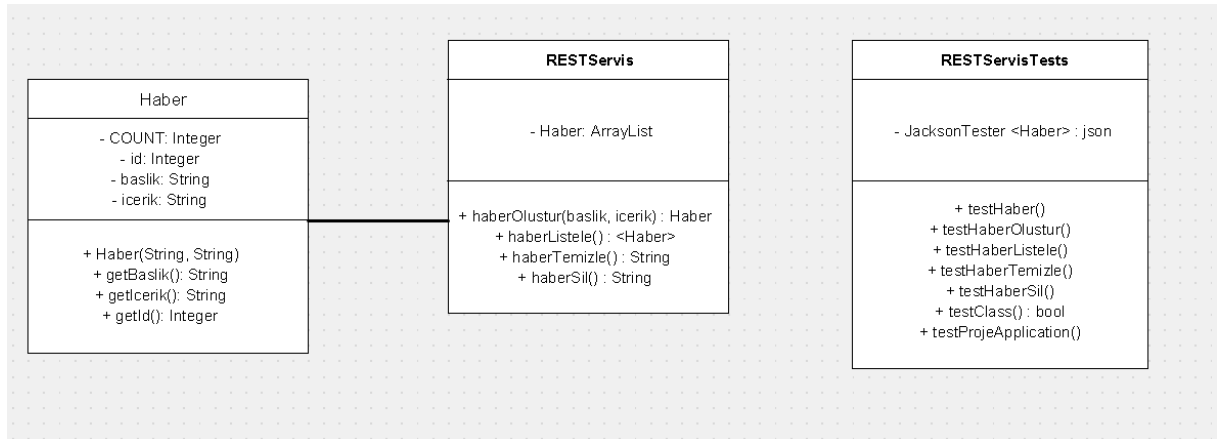 Haber
- COUNT: Integer
- id: Integer
- baslik: String
- icerik: String
+ Haber(String, String)
+ getBaslik(): String
+ getIcerik(): String
+ getId(): Integer
RESTServis
- Haber: ArrayList
+ haberOlustur(baslik, icerik) : Haber
+ haberListele() : <Haber>
+ haberTemizle() : String
+ haberSil() : String
RESTServisTests
- JacksonTester <Haber> : json
+ testHaber()
+ testHaberOlustur()
+ testHaberListele()
+ testHaberTemizle()
+ testHaberSil()
+ testClass() : bool
+ testProjeApplication()